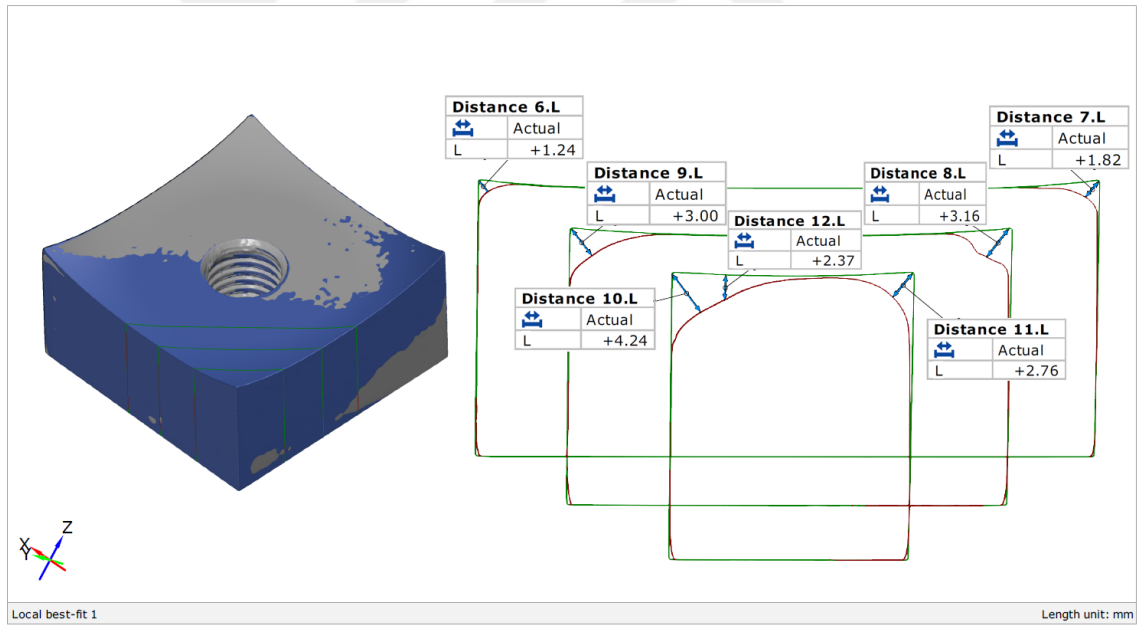 Distance 6.L
Actual
L +1.24
Distance 7.L
Actual
L +1.82
Distance 9.L
Actual
L +3.00
Distance 8.L
Actual
L +3.16
Distance 12.L
Actual
L +2.37
Distance 10.L
Actual
L +4.24
Distance 11.L
Actual
L +2.76
Z
X
Y
Local best-fit 1
Length unit: mm